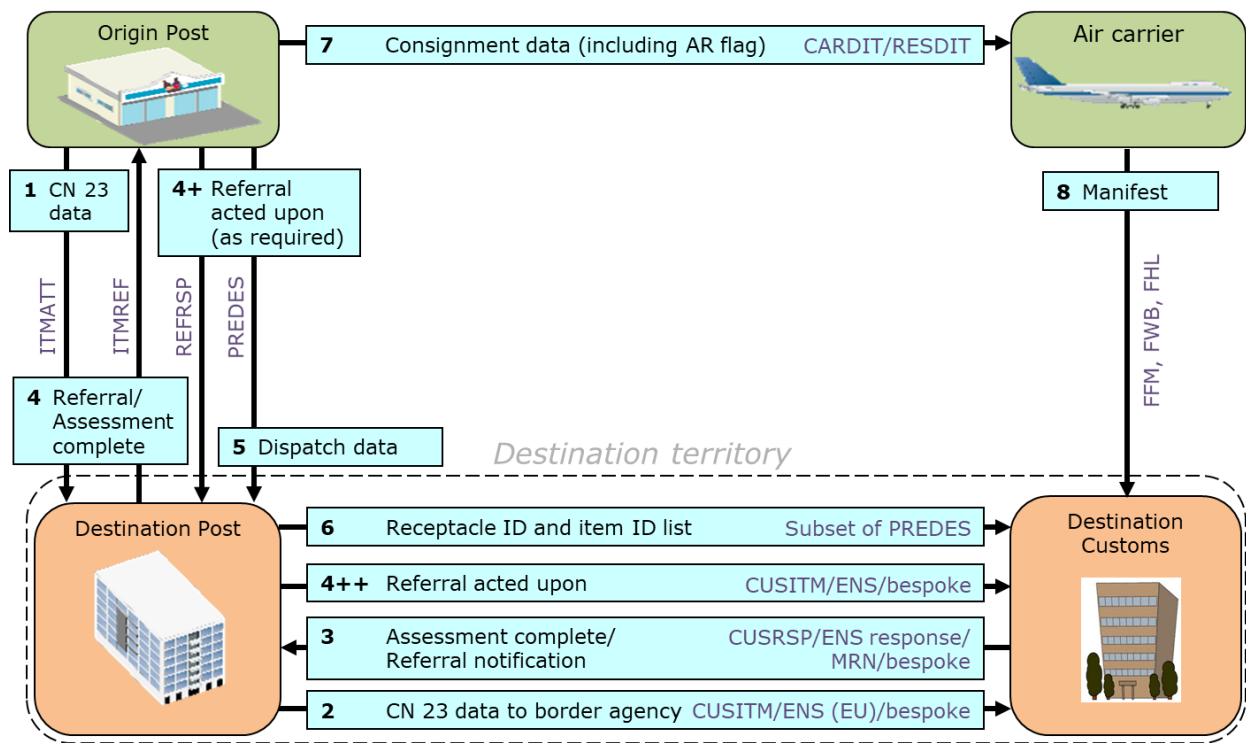 Origin Post
7 Consignment data (including AR flag) CARDIT/RESDIT
Air carrier
1 CN 23
data
4+ Referral
acted upon
(as required)
8 Manifest
ITMATT
ITMREF
REFRSP
PREDES
FFM, FWB, FHL
4 Referral/
Assessment
complete
5 Dispatch data
Destination territory
Destination Post
6 Receptacle ID and item ID list Subset of PREDES
Destination
Customs
4++ Referral acted upon CUSITM/ENS/bespoke
3 Assessment complete/ CUSRSP/ENS response/
Referral notification MRN/bespoke
2 CN 23 data to border agency CUSITM/ENS (EU)/bespoke